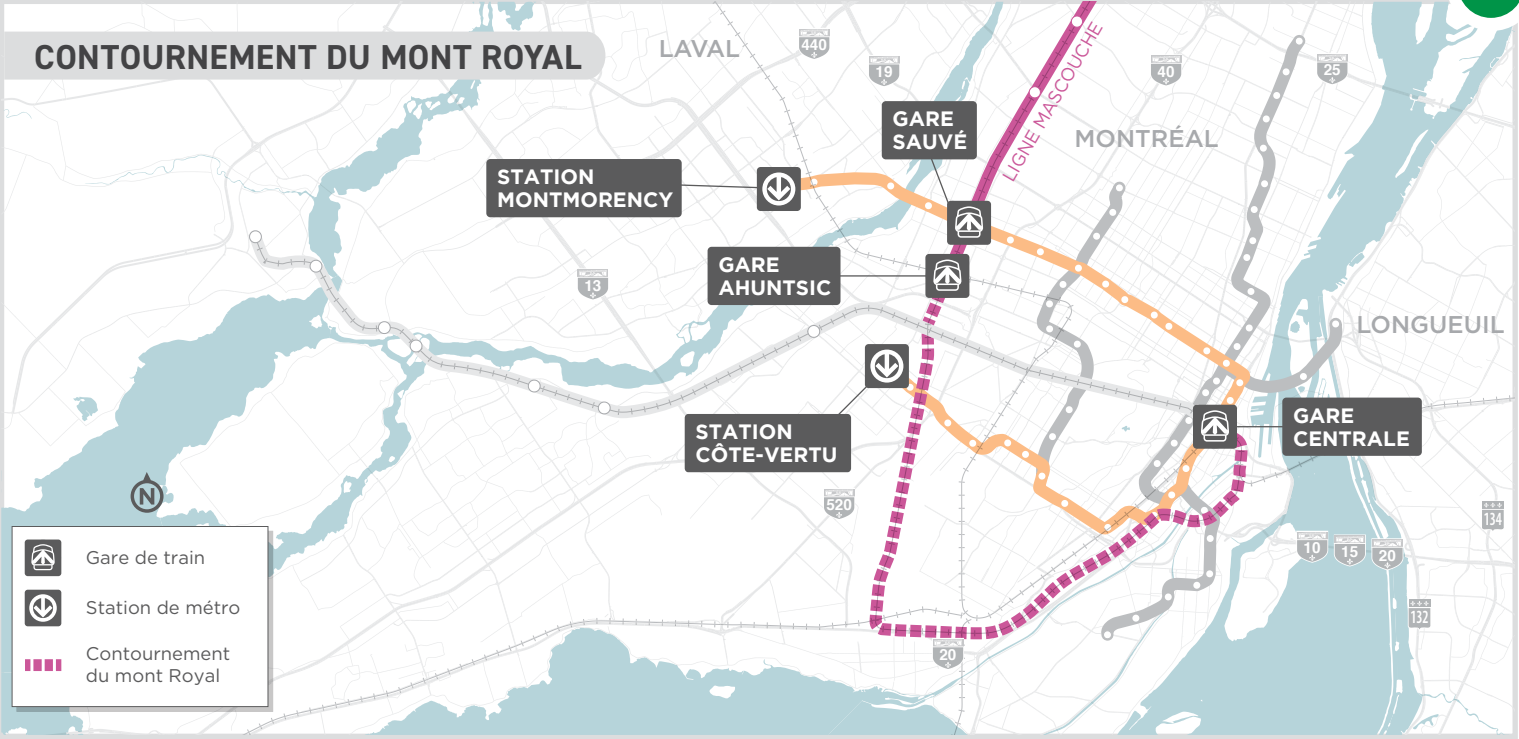 CONTOURNEMENT DU MONT ROYAL
LAVAL
440
19
LIGNE MASCOUCHE
40
25
GARE
SAUVÉ
MONTRÉAL
STATION
MONTMORENCY
GARE
AHUNTSIC
13
LONGUEUIL
STATION
CÔTE-VERTU
GARE
CENTRALE
N
520
134
10
15
20
132
20
Gare de train
Station de métro
Contournement
du mont Royal